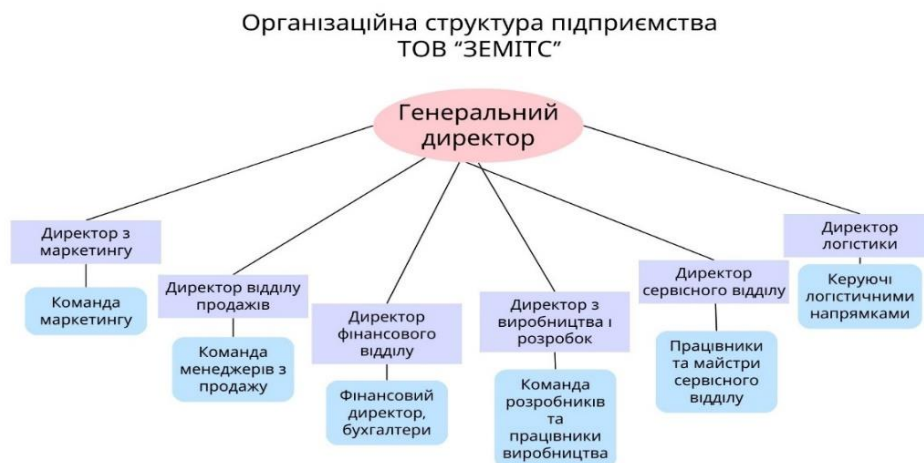 Організаційна структура підприємства
ТОВ “ЗЕМІТС”
Генеральний
директор
Директор з
маркетингу
Команда
маркетингу
Директор відділу
продажів
Команда
менеджерів з
продажу
Директор
фінансового
відділу
Фінансовий
директор,
бухгалтери
Директор з
виробництва і
розробок
Команда
розробників
та
працівники
виробництва
Директор
сервісного відділу
Працівники
та майстри
сервісного
відділу
Директор
логістики
Керуючі
логістичними
напрямками